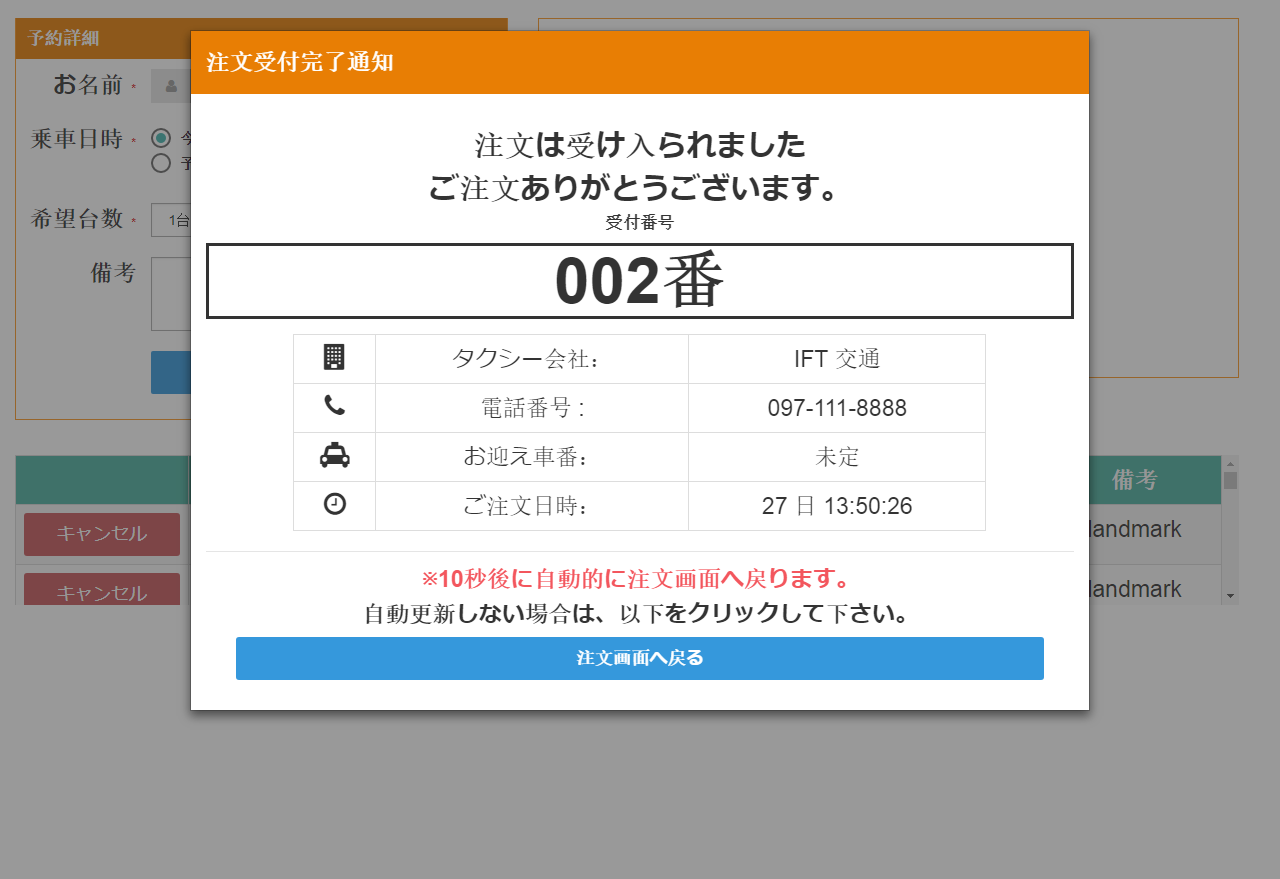 予約詳細
お名前 *
乗車日時 *
希望台数 *
1台
備考
注文受付完了通知
注文は受け入られました
ご注文ありがとうございます。
受付番号
002番
タクシー会社： IFT 交通
電話番号 : 097-111-8888
お迎え車番： 未定
ご注文日時： 27 日 13:50:26
※10秒後に自動的に注文画面へ戻ります。
自動更新しない場合は、以下をクリックして下さい。
注文画面へ戻る
備考
キャンセル
landmark
キャンセル
landmark